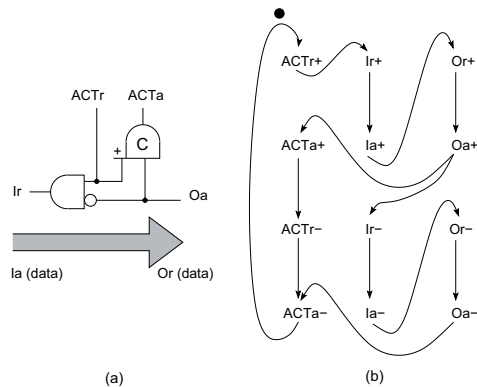 ACTr ACTa
+
C
Ir
Oa
Ia (data) Or (data)
(a)
ACTr+ Ir+ Or+
ACTa+ Ia+ Oa+
ACTr− Ir− Or−
ACTa− Ia− Oa−
(b)